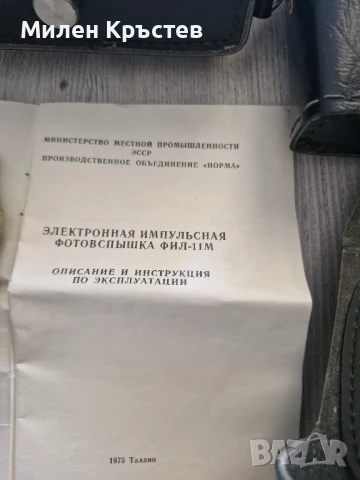 Милен Кръстев
МИНИСТЕРСТВО МЕСТНОЙ ПРОМЫШЛЕННОСТИ
ЭССР
ПРОИЗВОДСТВЕННОЕ ОБЪЕДИНЕНИЕ «НОРМА»
ЭЛЕКТРОННАЯ ИМПУЛЬСНАЯ
ФОТОВСПЫШКА ФИЛ-11М
ОПИСАНИЕ И ИНСТРУКЦИЯ
ПО ЭКСПЛУАТАЦИИ
1975 Таллин
BAZAR